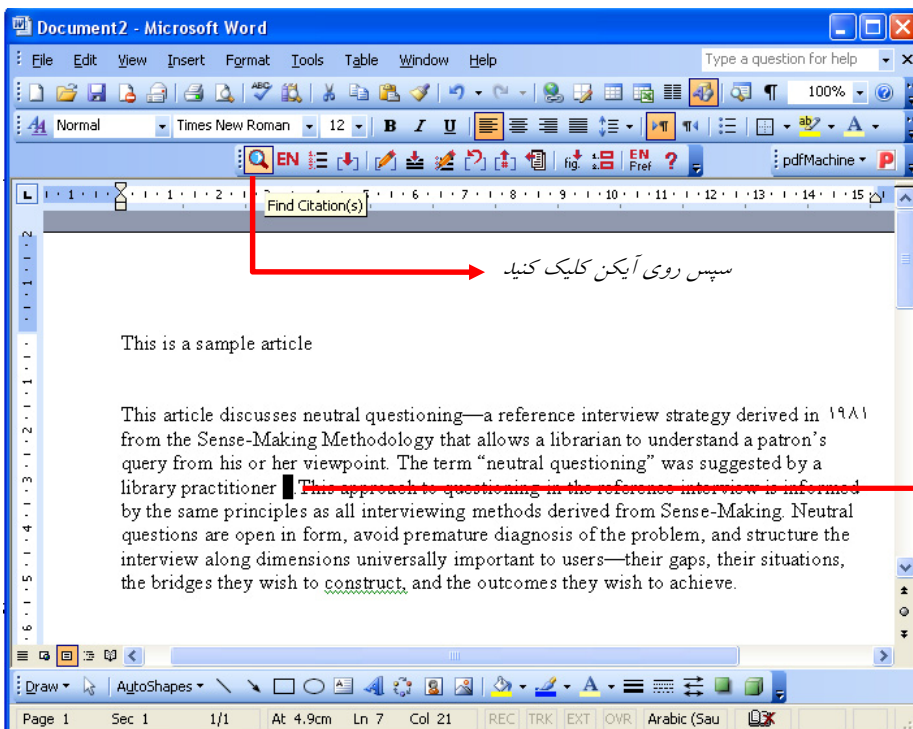 Document2 - Microsoft Word
File Edit View Insert Format Tools Table Window Help Type a question for help
100%
Normal Times New Roman 12 B I U
EN fig. EN Fref ? pdfMachine
Find Citation(s)
سپس روی آیکن کلیک کنید
This is a sample article
This article discusses neutral questioning—a reference interview strategy derived in ۱۹۸۱
from the Sense-Making Methodology that allows a librarian to understand a patron’s
query from his or her viewpoint. The term “neutral questioning” was suggested by a
library practitioner .This approach to questioning in the reference interview is informed
by the same principles as all interviewing methods derived from Sense-Making. Neutral
questions are open in form, avoid premature diagnosis of the problem, and structure the
interview along dimensions universally important to users—their gaps, their situations,
the bridges they wish to construct, and the outcomes they wish to achieve.
Draw AutoShapes
Page 1 Sec 1 1/1 At 4.9cm Ln 7 Col 21 REC TRK EXT OVR Arabic (Sau